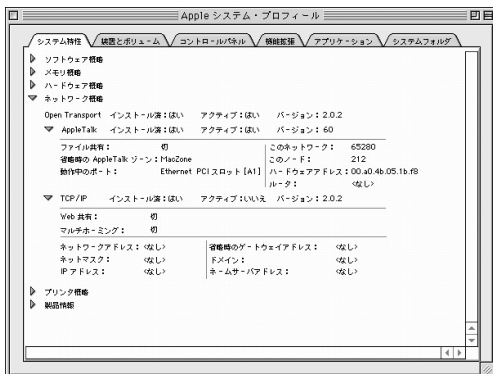 Apple システム・プロフィール
システム特性 装置とボリューム コントロールパネル 機能拡張 アプリケーション システムフォルダ
ソフトウェア概略
メモリ概略
ハードウェア概略
ネットワーク概略
Open Transport インストール済：はい アクティブ：はい バージョン：2.0.2
AppleTalk インストール済：はい アクティブ：はい バージョン：60
ファイル共有： 切 このネットワーク： 65280
省略時の AppleTalk ゾーン：MacZone このノード： 212
動作中のポート： Ethernet PCI スロット [A1] ハードウェアアドレス：00.a0.4b.05.1b.f8
ルータ： <なし>
TCP/IP インストール済：はい アクティブ：いいえ バージョン：2.0.2
Web 共有： 切
マルチホーミング： 切
ネットワークアドレス：<なし> 省略時のゲートウェイアドレス： <なし>
ネットマスク： <なし> ドメイン： <なし>
IP アドレス： <なし> ネームサーバアドレス： <なし>
プリンタ概略
製品情報